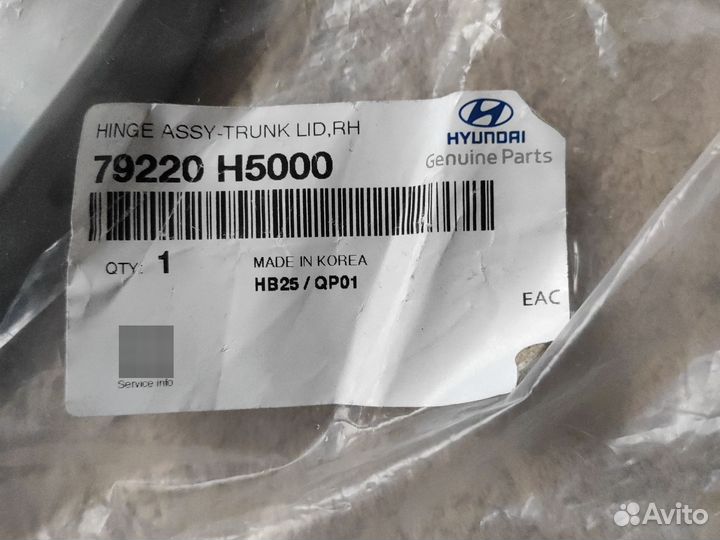 HINGE ASSY-TRUNK LID,RH
79220 H5000
HYUNDAI
Genuine Parts
QTY: 1
MADE IN KOREA
HB25 / QP01
EAC
Service info
Avito